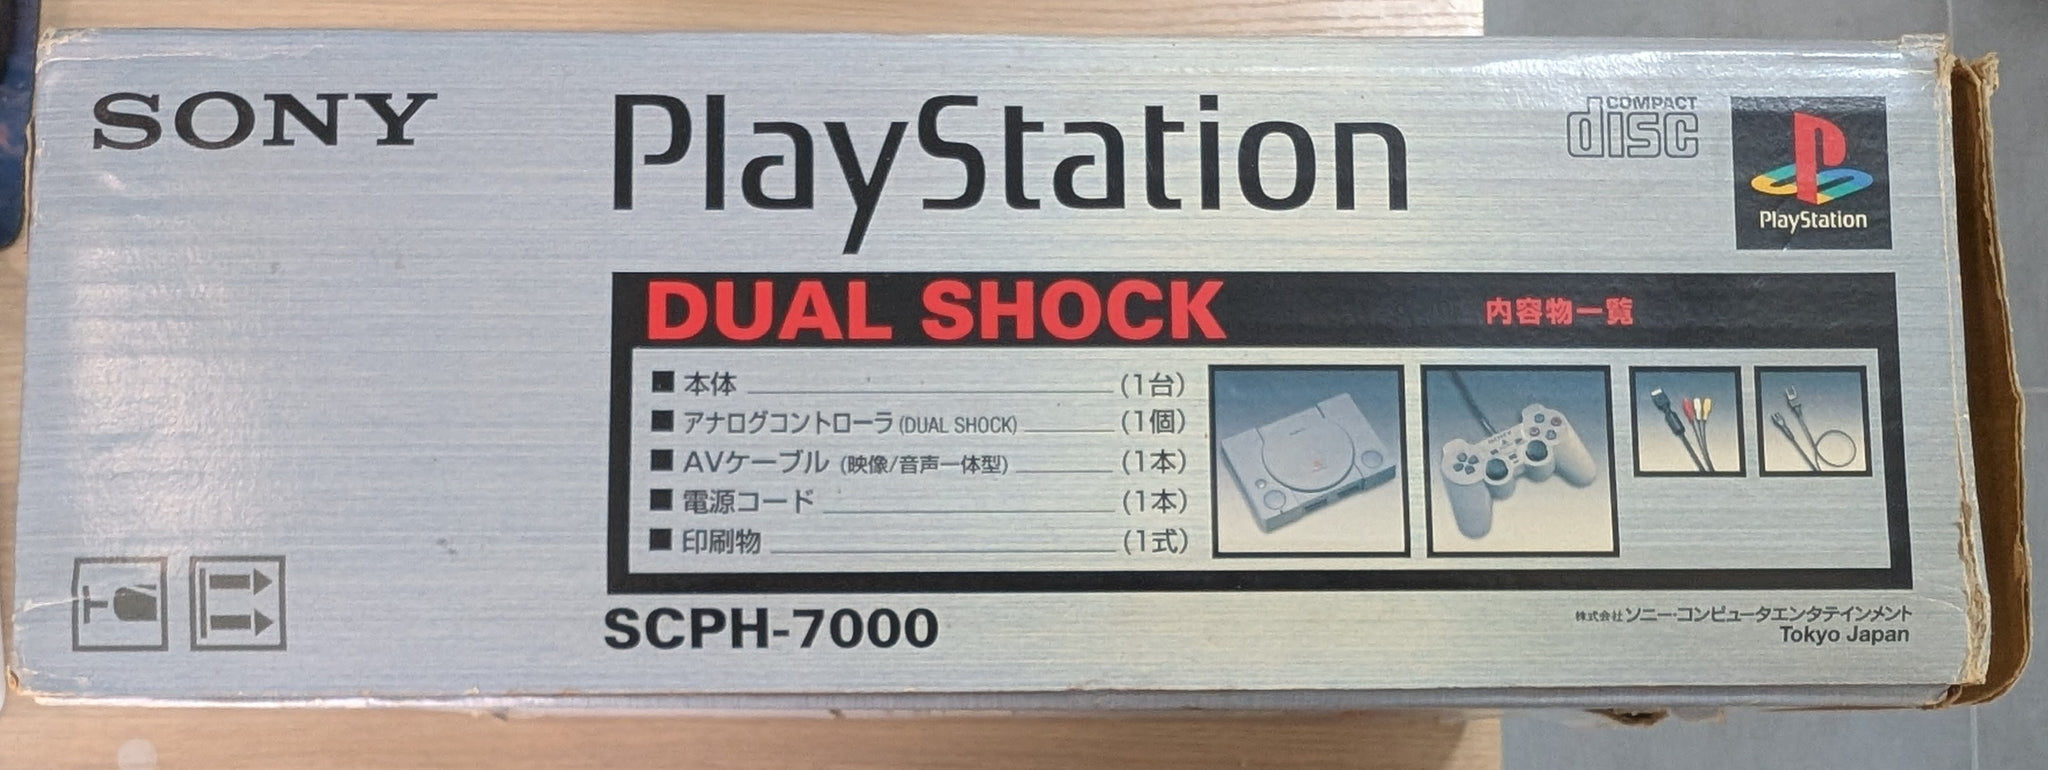 SONY
PlayStation
COMPACT
disc
PlayStation
DUAL SHOCK
内容物一覧
■ 本体 (1台)
■ アナログコントローラ (DUAL SHOCK) (1個)
■ AVケーブル (映像/音声一体型) (1本)
■ 電源コード (1本)
■ 印刷物 (1式)
SONY
SCPH-7000
株式会社ソニー・コンピュータエンタテインメント
Tokyo Japan